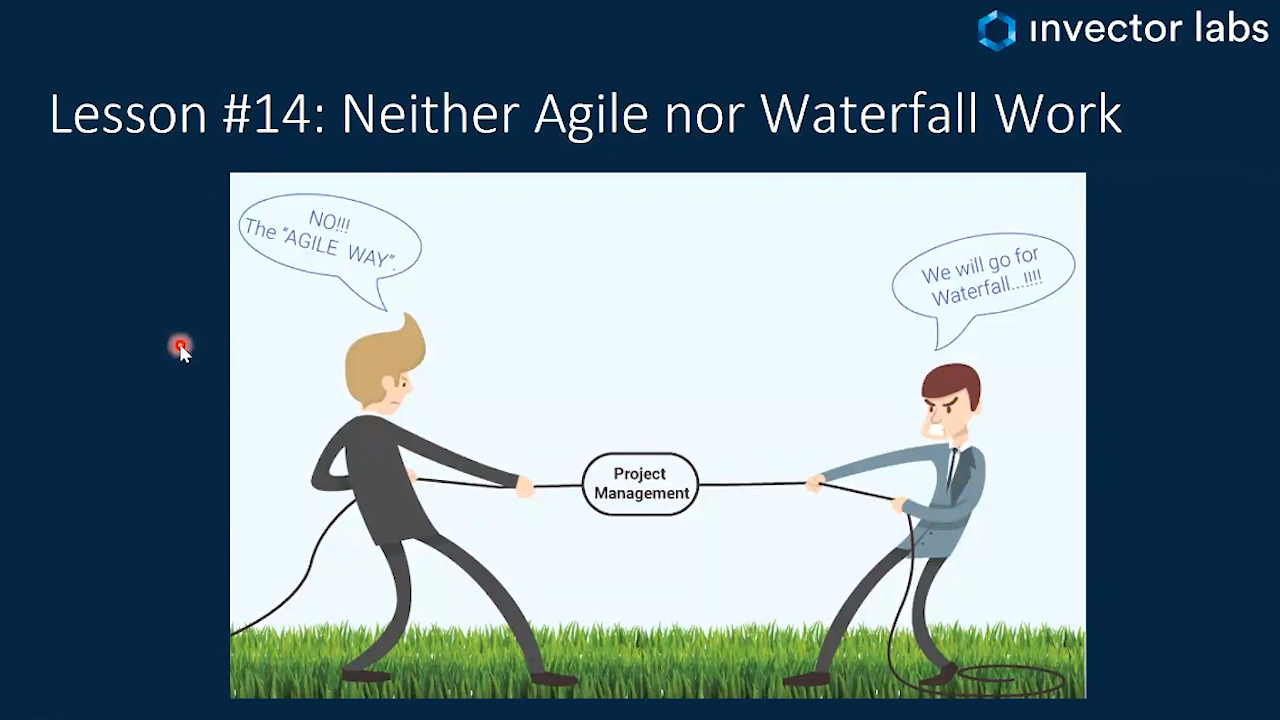 ınvector labs
Lesson #14: Neither Agile nor Waterfall Work
NO!!!
The "AGILE WAY".
We will go for
Waterfall...!!!!
Project
Management